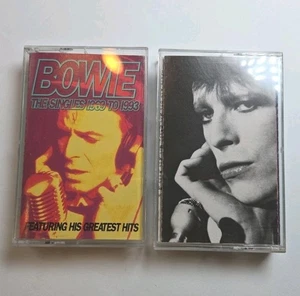 BOWIE
THE SINGLES 1969 TO 1993
FEATURING HIS GREATEST HITS